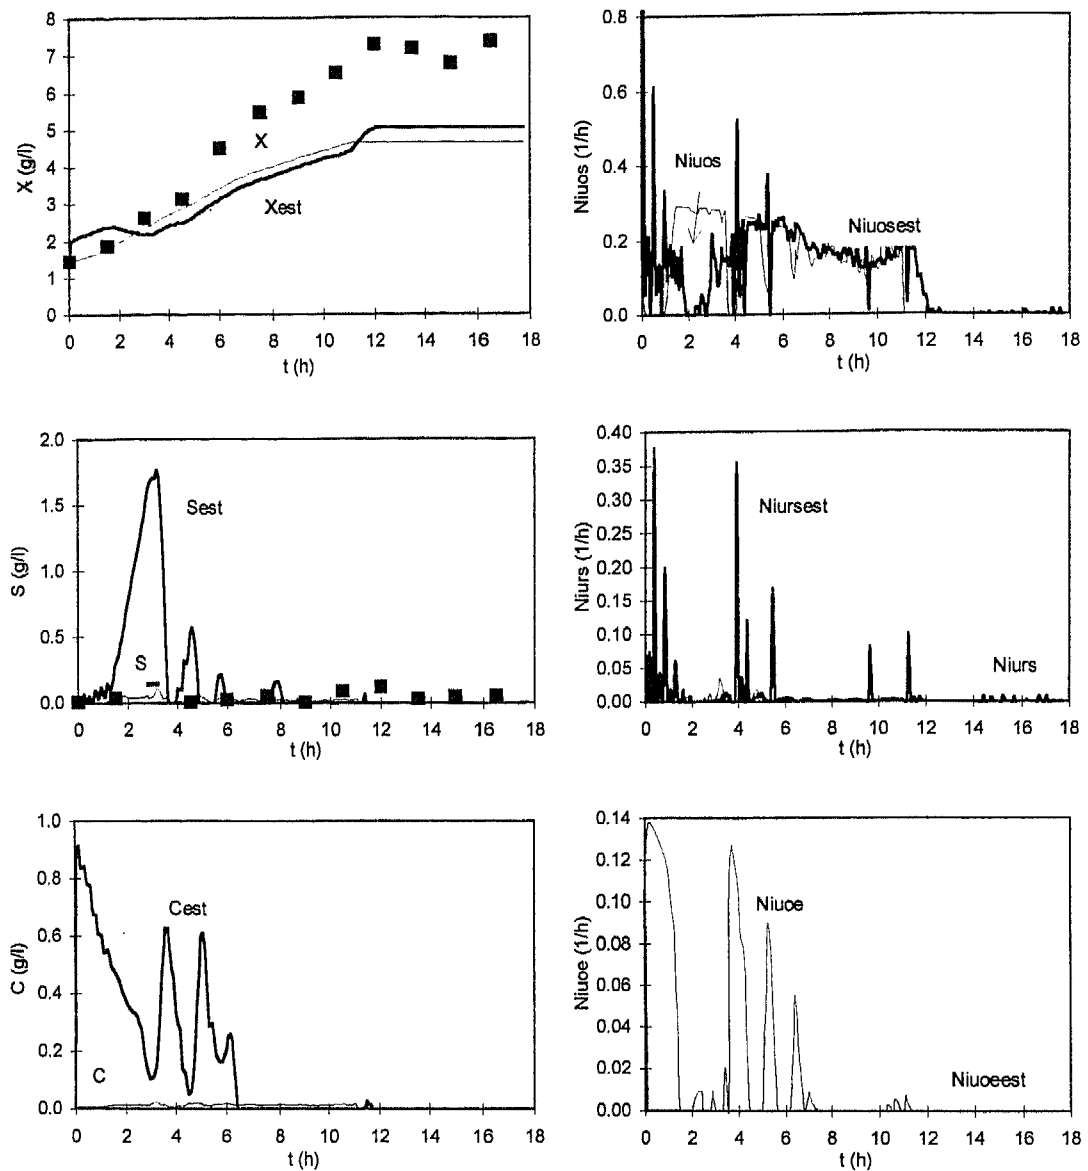 8
7
6
5
4
3
2
1
0
X (g/l)
X
Xest
0 2 4 6 8 10 12 14 16 18
t (h)
0.8
0.6
0.4
0.2
0.0
Niuos (1/h)
Niuos
Niuosest
0 2 4 6 8 10 12 14 16 18
t (h)
2.0
1.5
1.0
0.5
0.0
S (g/l)
Sest
S
0 2 4 6 8 10 12 14 16 18
t (h)
0.40
0.35
0.30
0.25
0.20
0.15
0.10
0.05
0.00
Niurs (1/h)
Niursest
Niurs
0 2 4 6 8 10 12 14 16 18
t (h)
1.0
0.8
0.6
0.4
0.2
0.0
C (g/l)
Cest
C
0 2 4 6 8 10 12 14 16 18
t (h)
0.14
0.12
0.10
0.08
0.06
0.04
0.02
0.00
Niuoe (1/h)
Niuoe
Niuoeest
0 2 4 6 8 10 12 14 16 18
t (h)